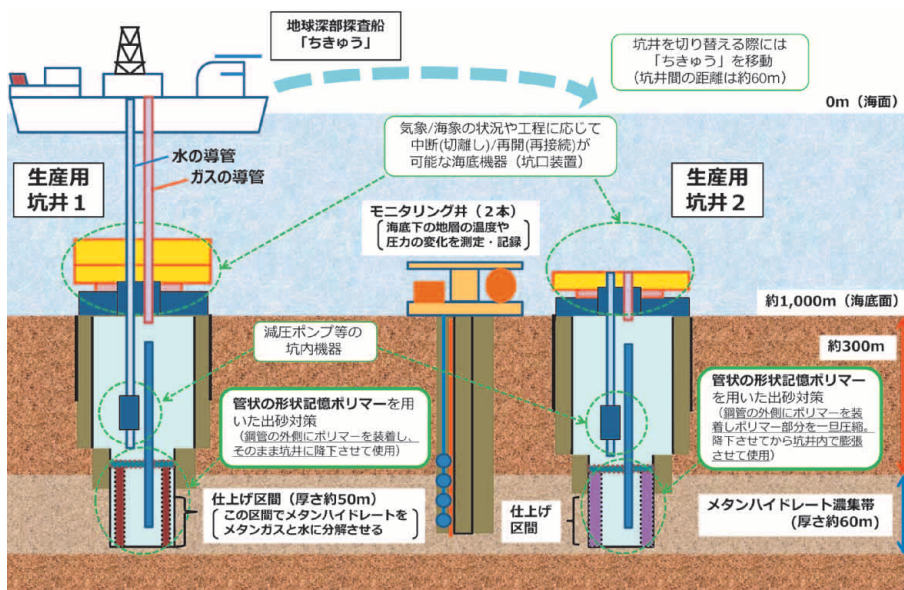 地球深部探査船
「ちきゅう」
坑井を切り替える際には
「ちきゅう」を移動
（坑井間の距離は約60m）
0m（海面）
気象/海象の状況や工程に応じて
中断(切離し)/再開(再接続)が
可能な海底機器（坑口装置）
水の導管
ガスの導管
生産用
坑井１
生産用
坑井２
モニタリング井（２本）
海底下の地層の温度や
圧力の変化を測定・記録
約1,000m（海底面）
減圧ポンプ等の
坑内機器
約300m
管状の形状記憶ポリマーを用
いた出砂対策
（鋼管の外側にポリマーを装着し、
そのまま坑井に降下させて使用）
管状の形状記憶ポリマー
を用いた出砂対策
（鋼管の外側にポリマーを装
着しポリマー部分を一旦圧縮。
降下させてから坑井内で膨張
させて使用）
仕上げ区間（厚さ約50m）
この区間でメタンハイドレートを
メタンガスと水に分解させる
仕上げ
区間
メタンハイドレート濃集帯
(厚さ約60m)